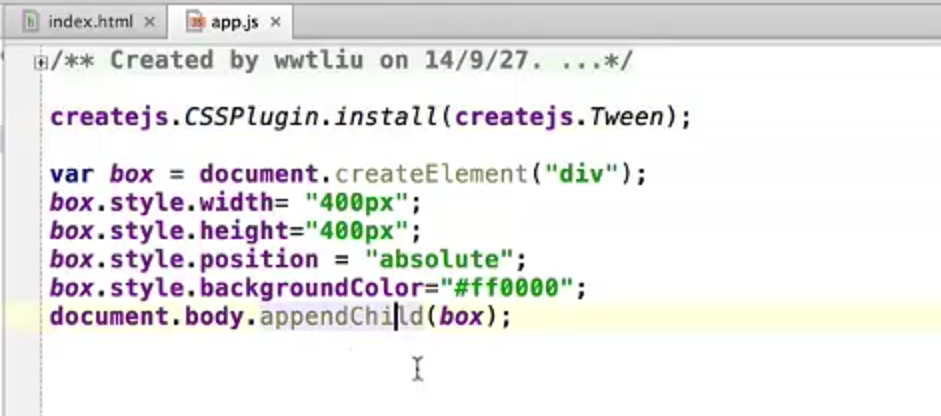 index.html
app.js
/** Created by wwtliu on 14/9/27. ...*/
createjs.CSSPlugin.install(createjs.Tween);
var box = document.createElement("div");
box.style.width= "400px";
box.style.height="400px";
box.style.position = "absolute";
box.style.backgroundColor="#ff0000";
document.body.appendChild(box);